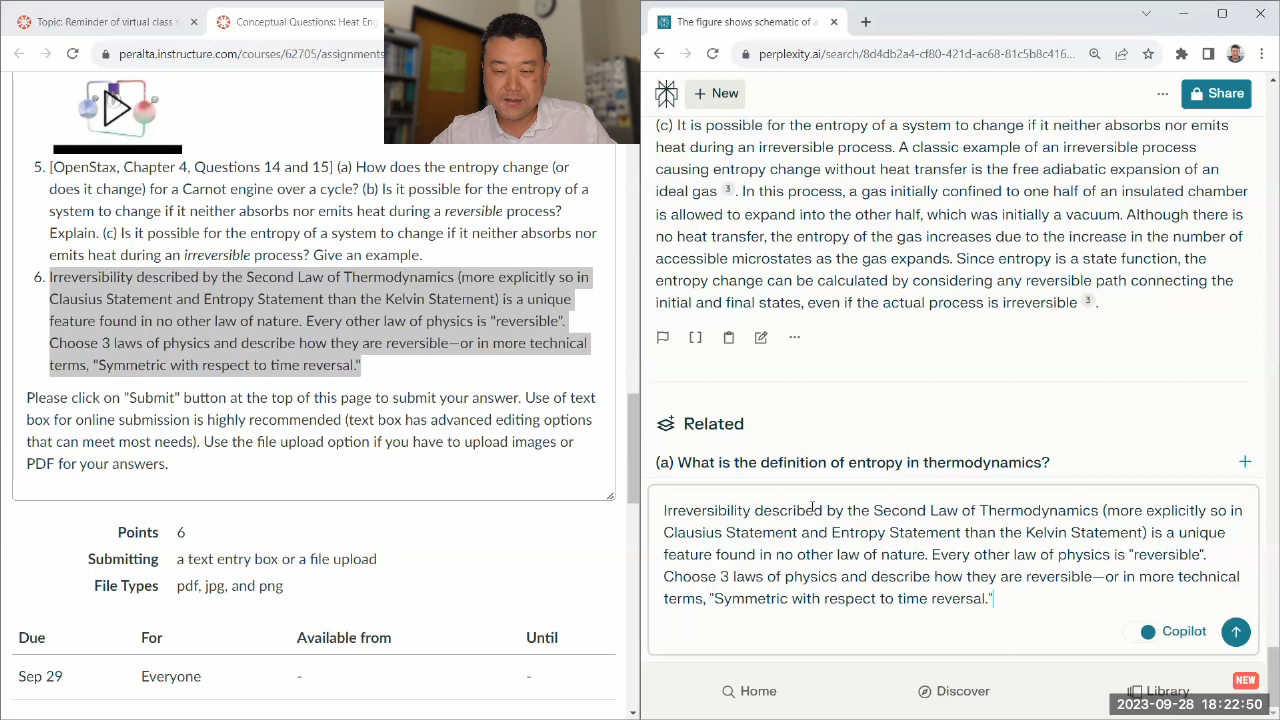 Topic: Reminder of virtual class s
Conceptual Questions: Heat En
peralta.instructure.com/courses/62705/assignments
5. [OpenStax, Chapter 4, Questions 14 and 15] (a) How does the entropy change (or
does it change) for a Carnot engine over a cycle? (b) Is it possible for the entropy of a
system to change if it neither absorbs nor emits heat during a reversible process?
Explain. (c) Is it possible for the entropy of a system to change if it neither absorbs nor
emits heat during an irreversible process? Give an example.
6. Irreversibility described by the Second Law of Thermodynamics (more explicitly so in
Clausius Statement and Entropy Statement than the Kelvin Statement) is a unique
feature found in no other law of nature. Every other law of physics is "reversible".
Choose 3 laws of physics and describe how they are reversible—or in more technical
terms, "Symmetric with respect to time reversal."
Please click on "Submit" button at the top of this page to submit your answer. Use of text
box for online submission is highly recommended (text box has advanced editing options
that can meet most needs). Use the file upload option if you have to upload images or
PDF for your answers.
Points 6
Submitting a text entry box or a file upload
File Types pdf, jpg, and png
Due For Available from Until
Sep 29 Everyone - -
The figure shows schematic of a
perplexity.ai/search/8d4db2a4-cf80-421d-ac68-81c5b8c416...
+ New
Share
(c) It is possible for the entropy of a system to change if it neither absorbs nor emits
heat during an irreversible process. A classic example of an irreversible process
causing entropy change without heat transfer is the free adiabatic expansion of an
ideal gas 3 . In this process, a gas initially confined to one half of an insulated chamber
is allowed to expand into the other half, which was initially a vacuum. Although there is
no heat transfer, the entropy of the gas increases due to the increase in the number of
accessible microstates as the gas expands. Since entropy is a state function, the
entropy change can be calculated by considering any reversible path connecting the
initial and final states, even if the actual process is irreversible 3 .
Related
(a) What is the definition of entropy in thermodynamics?
Irreversibility described by the Second Law of Thermodynamics (more explicitly so in
Clausius Statement and Entropy Statement than the Kelvin Statement) is a unique
feature found in no other law of nature. Every other law of physics is "reversible".
Choose 3 laws of physics and describe how they are reversible—or in more technical
terms, "Symmetric with respect to time reversal."
Copilot
NEW
Home Discover Library
2023-09-28 18:22:50